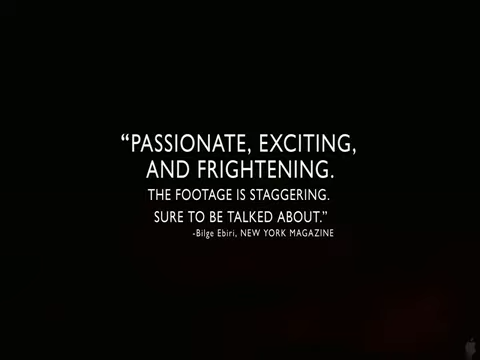 “PASSIONATE, EXCITING,
AND FRIGHTENING.
THE FOOTAGE IS STAGGERING.
SURE TO BE TALKED ABOUT.”
-Bilge Ebiri, NEW YORK MAGAZINE